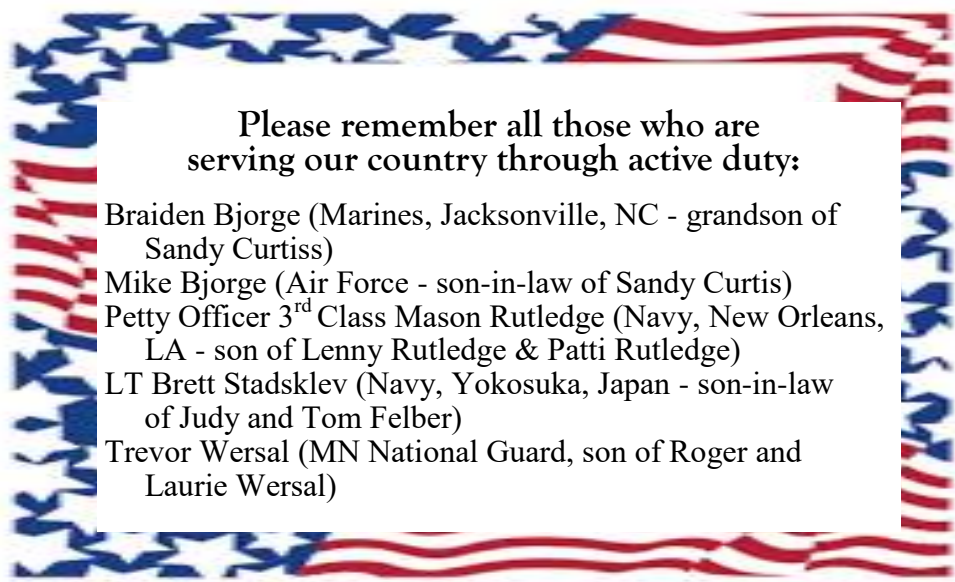 Please remember all those who are
serving our country through active duty:
Braiden Bjorge (Marines, Jacksonville, NC - grandson of
Sandy Curtiss)
Mike Bjorge (Air Force - son-in-law of Sandy Curtis)
Petty Officer 3rd Class Mason Rutledge (Navy, New Orleans,
LA - son of Lenny Rutledge & Patti Rutledge)
LT Brett Stadsklev (Navy, Yokosuka, Japan - son-in-law
of Judy and Tom Felber)
Trevor Wersal (MN National Guard, son of Roger and
Laurie Wersal)